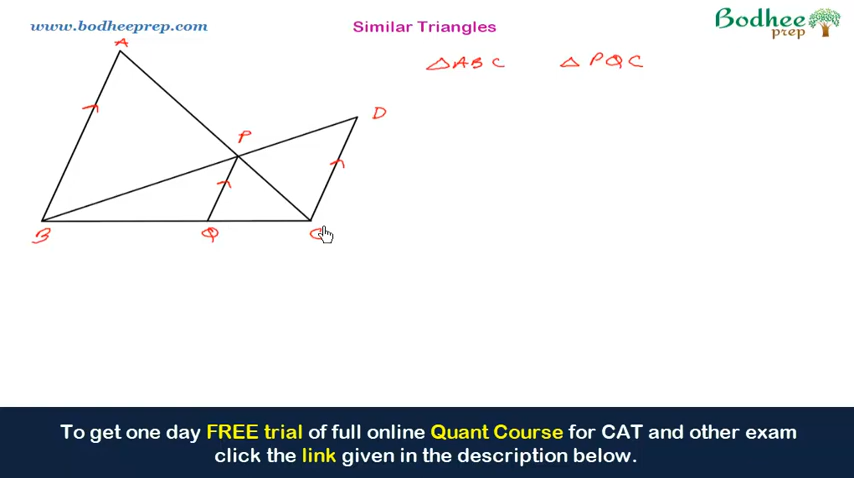 www.bodheeprep.com
Similar Triangles
Bodhee
prep
△ABC △PQC
A
D
P
B
Q
C
To get one day FREE trial of full online Quant Course for CAT and other exam
click the link given in the description below.